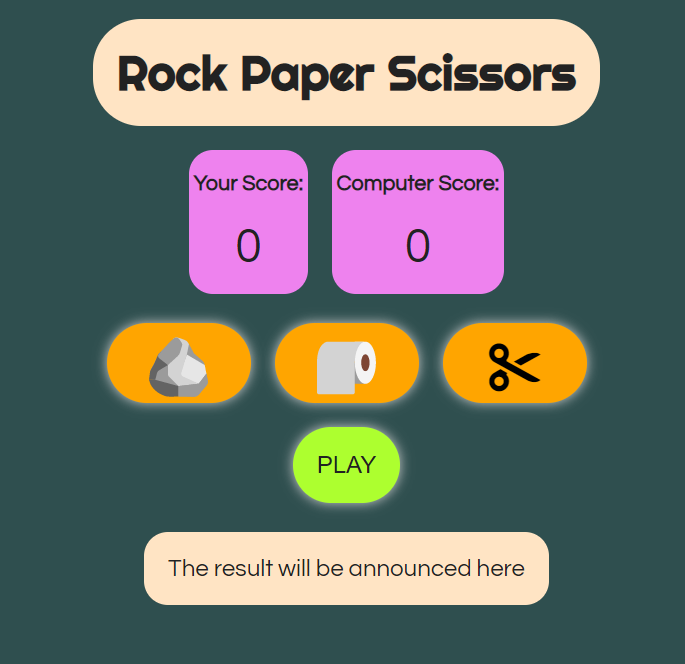 Rock Paper Scissors
Your Score: Computer Score:
0 0
PLAY
The result will be announced here